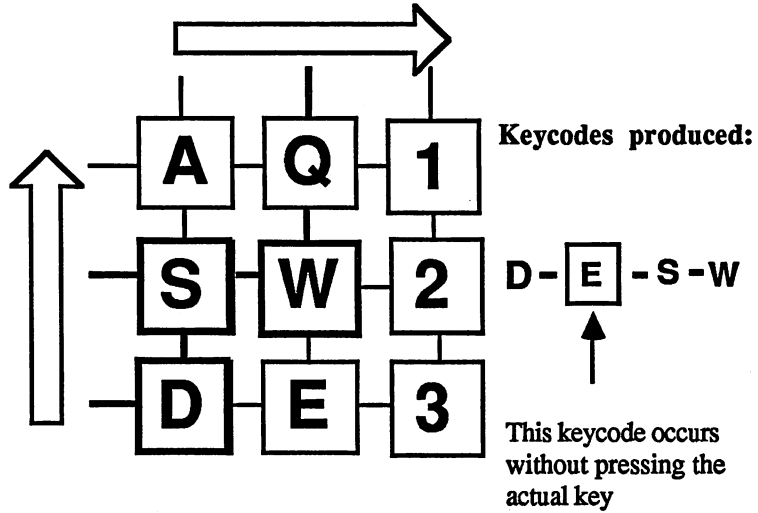 A Q 1
Keycodes produced:
S W 2
D - E - S - W
D E 3
This keycode occurs
without pressing the
actual key